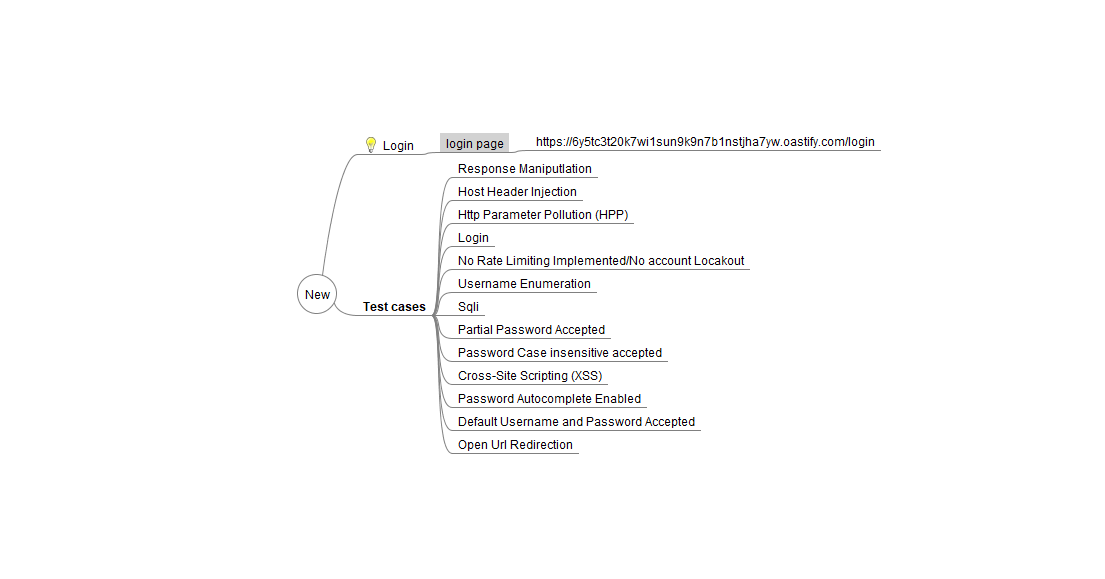 Login
login page
https://6y5tc3t20k7wi1sun9k9n7b1nstjha7yw.oastify.com/login
Response Maniputlation
Host Header Injection
Http Parameter Pollution (HPP)
Login
No Rate Limiting Implemented/No account Locakout
Username Enumeration
New
Test cases
Sqli
Partial Password Accepted
Password Case insensitive accepted
Cross-Site Scripting (XSS)
Password Autocomplete Enabled
Default Username and Password Accepted
Open Url Redirection